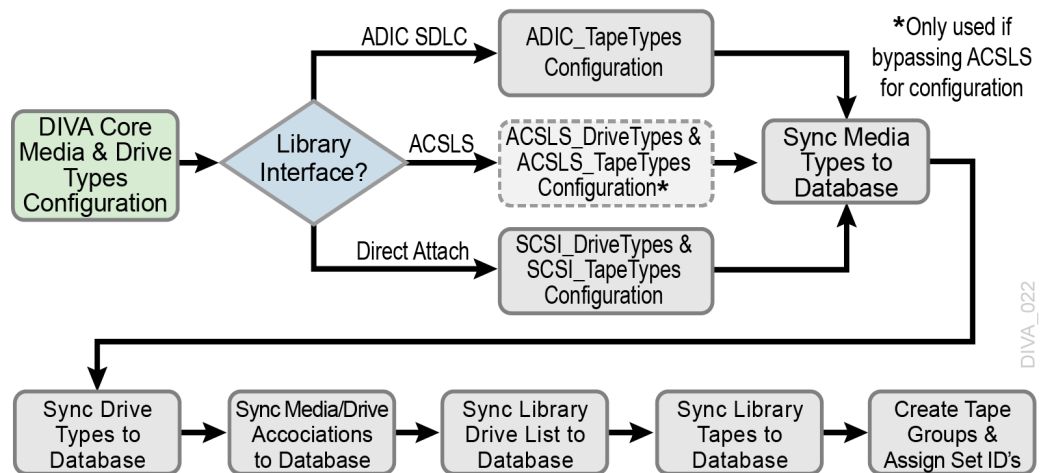 ADIC SDLC
ADIC_TapeTypes
Configuration
*Only used if
bypassing ACSLS
for configuration
DIVA Core
Media & Drive
Types
Configuration
Library
Interface?
ACSLS
ACSLS_DriveTypes &
ACSLS_TapeTypes
Configuration*
Sync Media
Types to
Database
Direct Attach
SCSI_DriveTypes &
SCSI_TapeTypes
Configuration
DIVA_022
Sync Drive
Types to
Database
Sync Media/Drive
Accociations
to Database
Sync Library
Drive List to
Database
Sync Library
Tapes to
Database
Create Tape
Groups &
Assign Set ID's